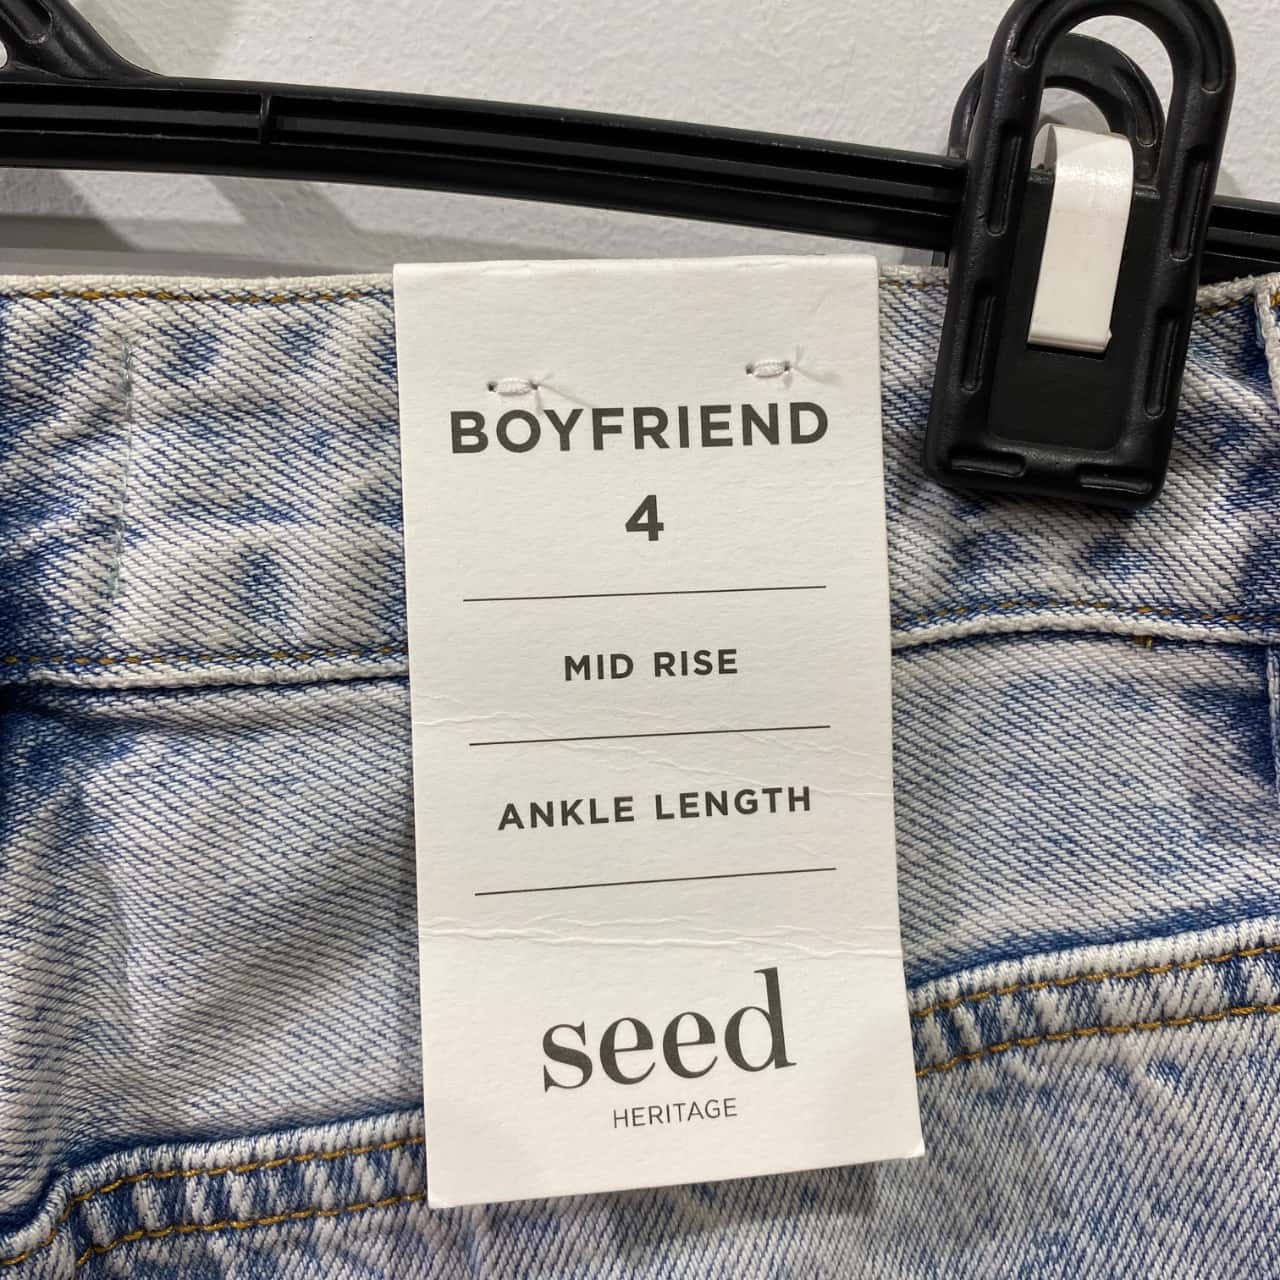 BOYFRIEND
4
MID RISE
ANKLE LENGTH
seed
HERITAGE